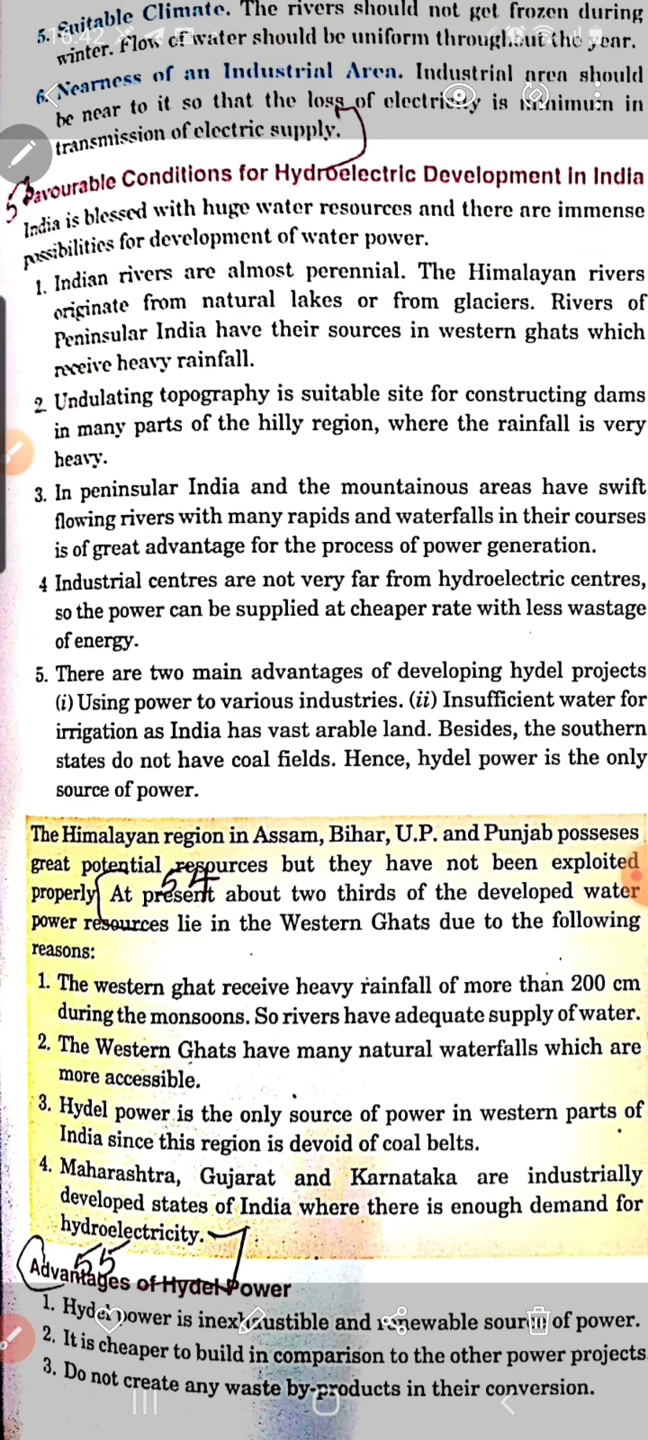 5. Suitable Climate. The rivers should not get frozen during
winter. Flow of water should be uniform throughout the year.
6. Nearness of an Industrial Area. Industrial area should
be near to it so that the loss of electricity is minimum in
transmission of electric supply.
Favourable Conditions for Hydroelectric Development in India
India is blessed with huge water resources and there are immense
possibilities for development of water power.
1. Indian rivers are almost perennial. The Himalayan rivers
originate from natural lakes or from glaciers. Rivers of
Peninsular India have their sources in western ghats which
receive heavy rainfall.
2. Undulating topography is suitable site for constructing dams
in many parts of the hilly region, where the rainfall is very
heavy.
3. In peninsular India and the mountainous areas have swift
flowing rivers with many rapids and waterfalls in their courses
is of great advantage for the process of power generation.
4 Industrial centres are not very far from hydroelectric centres,
so the power can be supplied at cheaper rate with less wastage
of energy.
5. There are two main advantages of developing hydel projects
(i) Using power to various industries. (ii) Insufficient water for
irrigation as India has vast arable land. Besides, the southern
states do not have coal fields. Hence, hydel power is the only
source of power.
The Himalayan region in Assam, Bihar, U.P. and Punjab posseses
great potential resources but they have not been exploited
54
properly. At present about two thirds of the developed water
power resources lie in the Western Ghats due to the following
reasons:
1. The western ghat receive heavy rainfall of more than 200 cm
during the monsoons. So rivers have adequate supply of water.
2. The Western Ghats have many natural waterfalls which are
more accessible.
3. Hydel power is the only source of power in western parts of
India since this region is devoid of coal belts.
4. Maharashtra, Gujarat and Karnataka are industrially
developed states of India where there is enough demand for
hydroelectricity.
55
Advantages of Hydel Power
1. Hydel power is inexhaustible and renewable source of power.
2. It is cheaper to build in comparison to the other power projects
3. Do not create any waste by-products in their conversion.